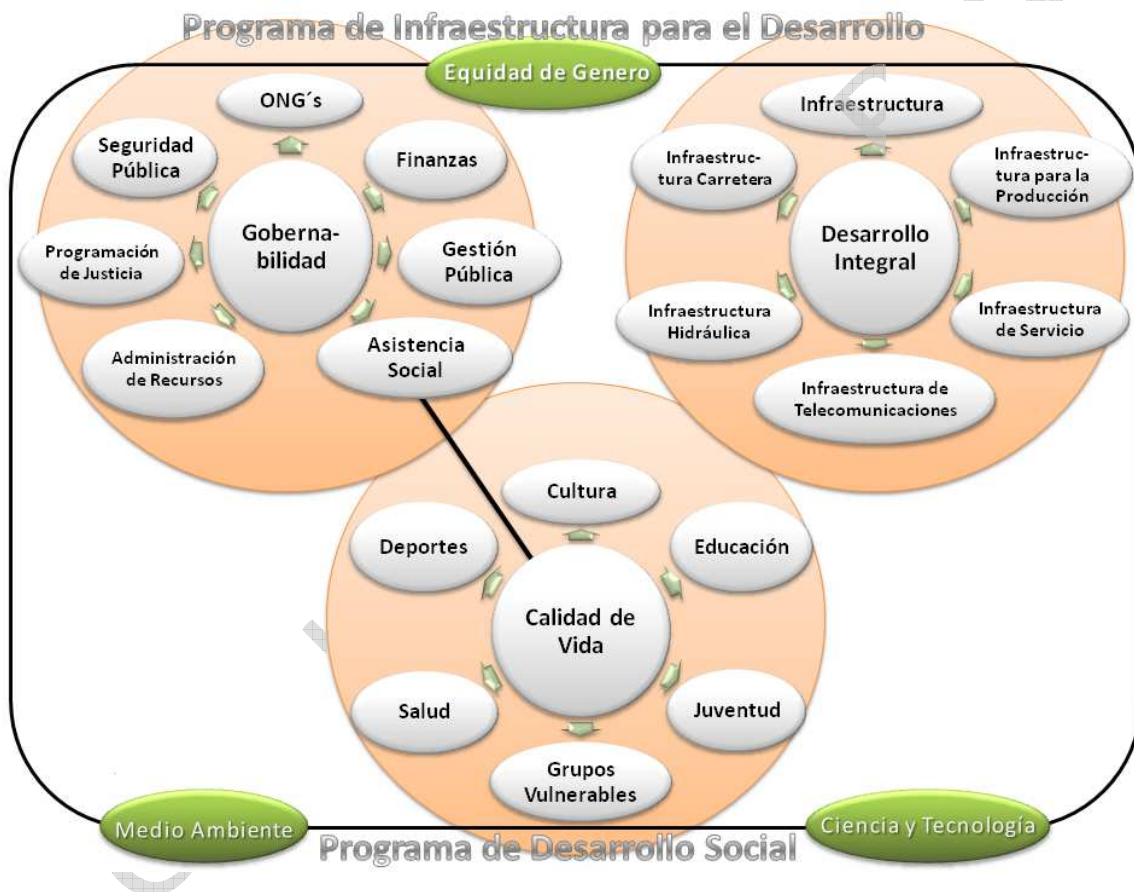 Programa de Infraestructura para el Desarrollo
Equidad de Genero
ONG´s
Seguridad
Pública
Finanzas
Programación
de Justicia
Goberna-
bilidad
Gestión
Pública
Administración
de Recursos
Asistencia
Social
Infraestructura
Infraestruc-
tura Carretera
Infraestruc-
tura para la
Producción
Desarrollo
Integral
Infraestructura
Hidráulica
Infraestructura
de Servicio
Infraestructura de
Telecomunicaciones
Cultura
Deportes
Educación
Calidad de
Vida
Salud
Juventud
Grupos
Vulnerables
Medio Ambiente
Ciencia y Tecnología
Programa de Desarrollo Social